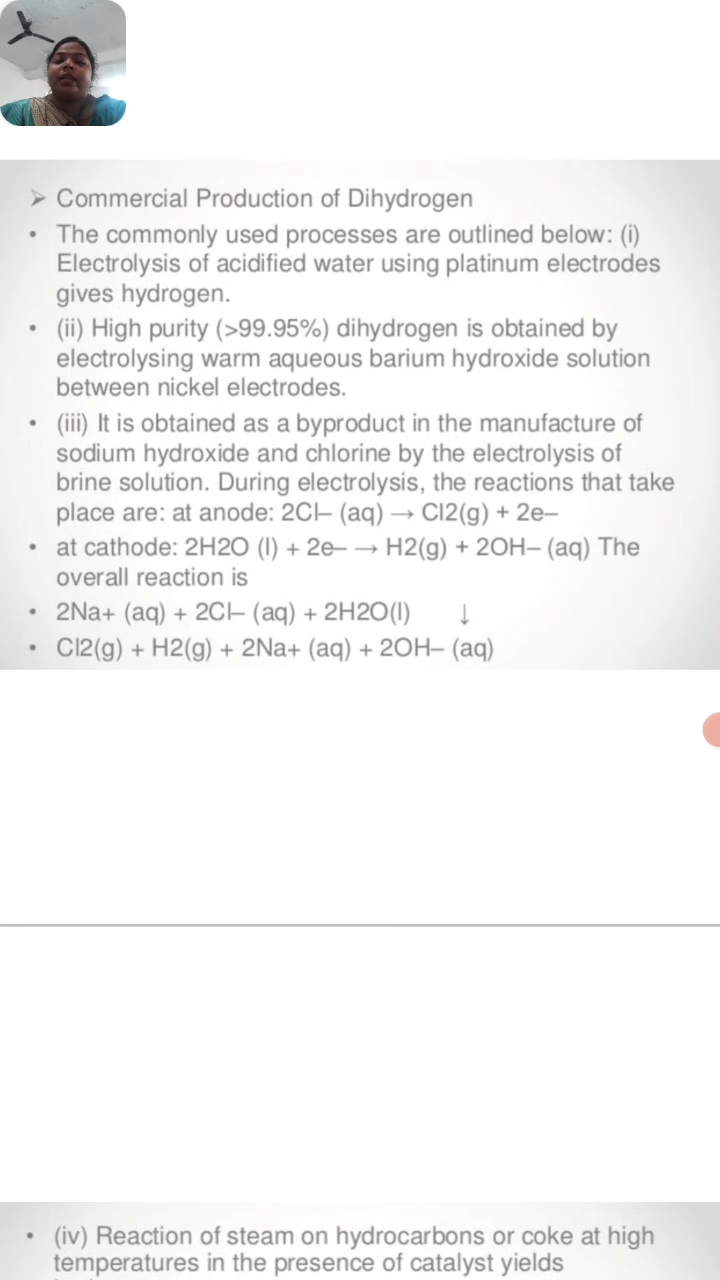 ➢ Commercial Production of Dihydrogen
• The commonly used processes are outlined below: (i)
Electrolysis of acidified water using platinum electrodes
gives hydrogen.
• (ii) High purity (>99.95%) dihydrogen is obtained by
electrolysing warm aqueous barium hydroxide solution
between nickel electrodes.
• (iii) It is obtained as a byproduct in the manufacture of
sodium hydroxide and chlorine by the electrolysis of
brine solution. During electrolysis, the reactions that take
place are: at anode: 2Cl– (aq) → Cl2(g) + 2e–
• at cathode: 2H2O (l) + 2e– → H2(g) + 2OH– (aq) The
overall reaction is
• 2Na+ (aq) + 2Cl– (aq) + 2H2O(l) ↓
• Cl2(g) + H2(g) + 2Na+ (aq) + 2OH– (aq)
• (iv) Reaction of steam on hydrocarbons or coke at high
temperatures in the presence of catalyst yields